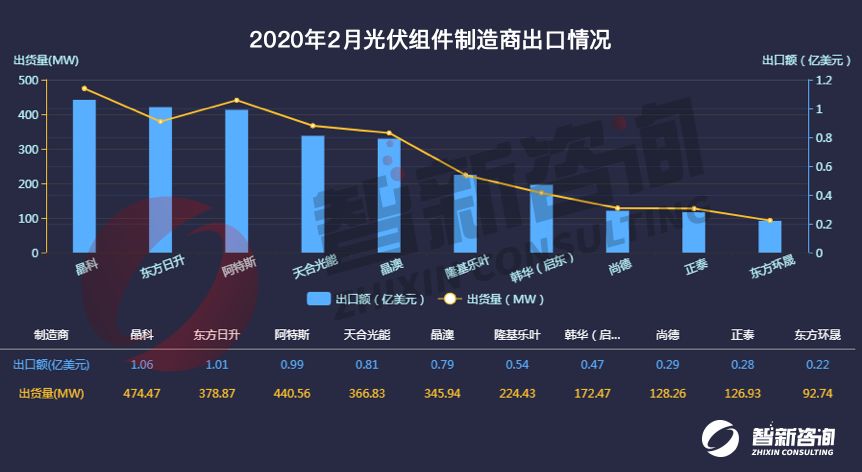 2020年2月光伏组件制造商出口情况
出货量(MW) 出口额（亿美元）
500 1.2
400 1
300 0.8
0.6
200 0.4
100 0.2
0 0
智新咨询
ZHIXIN CONSULTING
晶科 东方日升 阿特斯 天合光能 晶澳 隆基乐叶 韩华（启东） 尚德 正泰 东方环晟
出口额（亿美元） 出货量（MW）
制造商 晶科 东方日升 阿特斯 天合光能 晶澳 隆基乐叶 韩华（启... 尚德 正泰 东方环晟
出口额(亿美元) 1.06 1.01 0.99 0.81 0.79 0.54 0.47 0.29 0.28 0.22
出货量(MW) 474.47 378.87 440.56 366.83 345.94 224.43 172.47 128.26 126.93 92.74
智新咨询
ZHIXIN CONSULTING